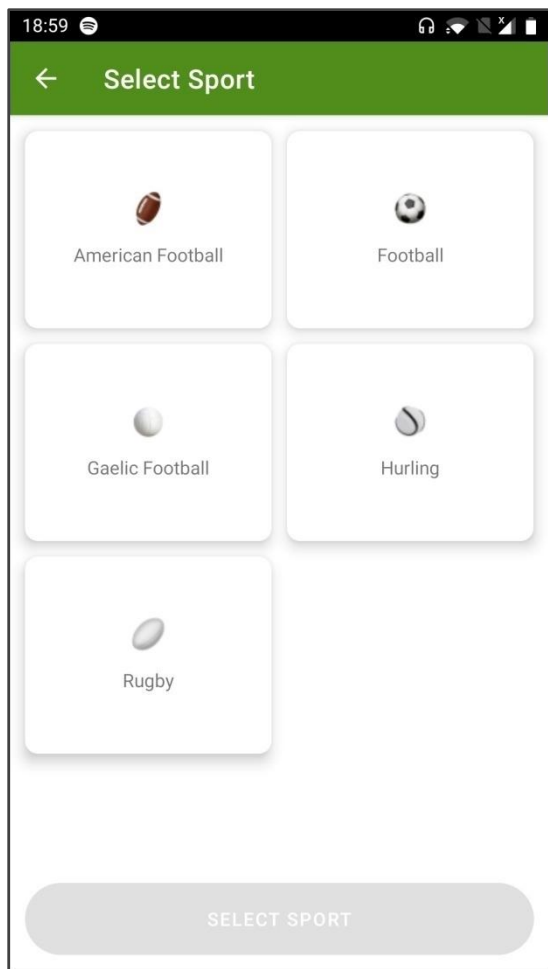 18:59
Select Sport
American Football
Football
Gaelic Football
Hurling
Rugby
SELECT SPORT